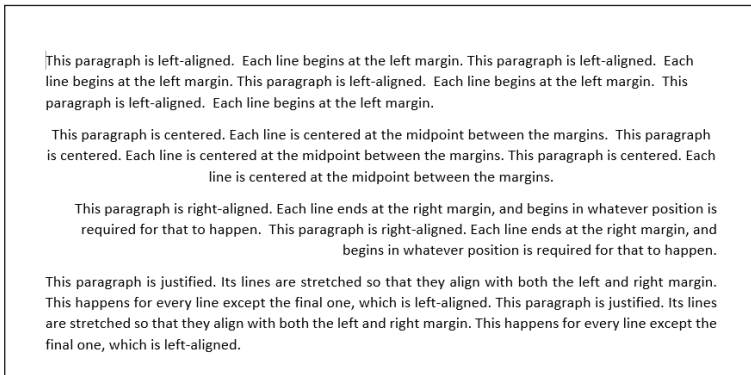 This paragraph is left-aligned.  Each line begins at the left margin. This paragraph is left-aligned.  Each
line begins at the left margin. This paragraph is left-aligned.  Each line begins at the left margin.  This
paragraph is left-aligned.  Each line begins at the left margin.
This paragraph is centered. Each line is centered at the midpoint between the margins.  This paragraph
is centered. Each line is centered at the midpoint between the margins. This paragraph is centered. Each
line is centered at the midpoint between the margins.
This paragraph is right-aligned. Each line ends at the right margin, and begins in whatever position is
required for that to happen.  This paragraph is right-aligned. Each line ends at the right margin, and
begins in whatever position is required for that to happen.
This paragraph is justified. Its lines are stretched so that they align with both the left and right margin.
This happens for every line except the final one, which is left-aligned. This paragraph is justified. Its lines
are stretched so that they align with both the left and right margin. This happens for every line except the
final one, which is left-aligned.